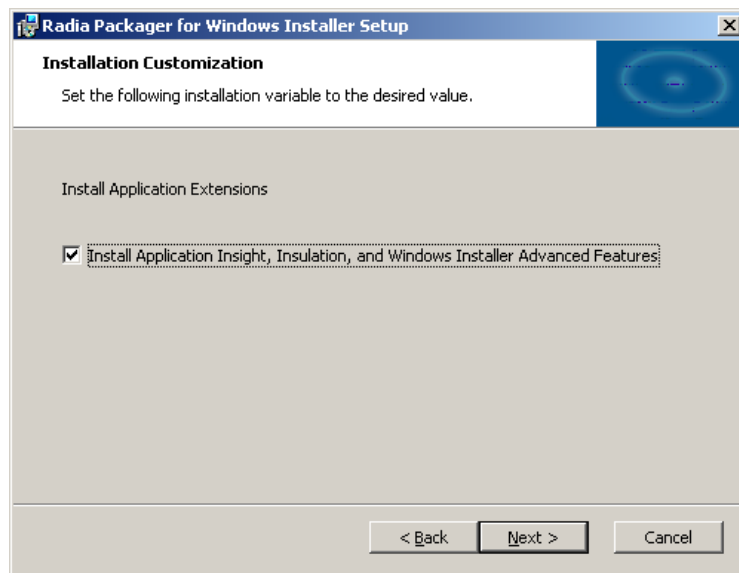 Radia Packager for Windows Installer Setup
Installation Customization
Set the following installation variable to the desired value.
Install Application Extensions
Install Application Insight, Insulation, and Windows Installer Advanced Features
< Back Next > Cancel